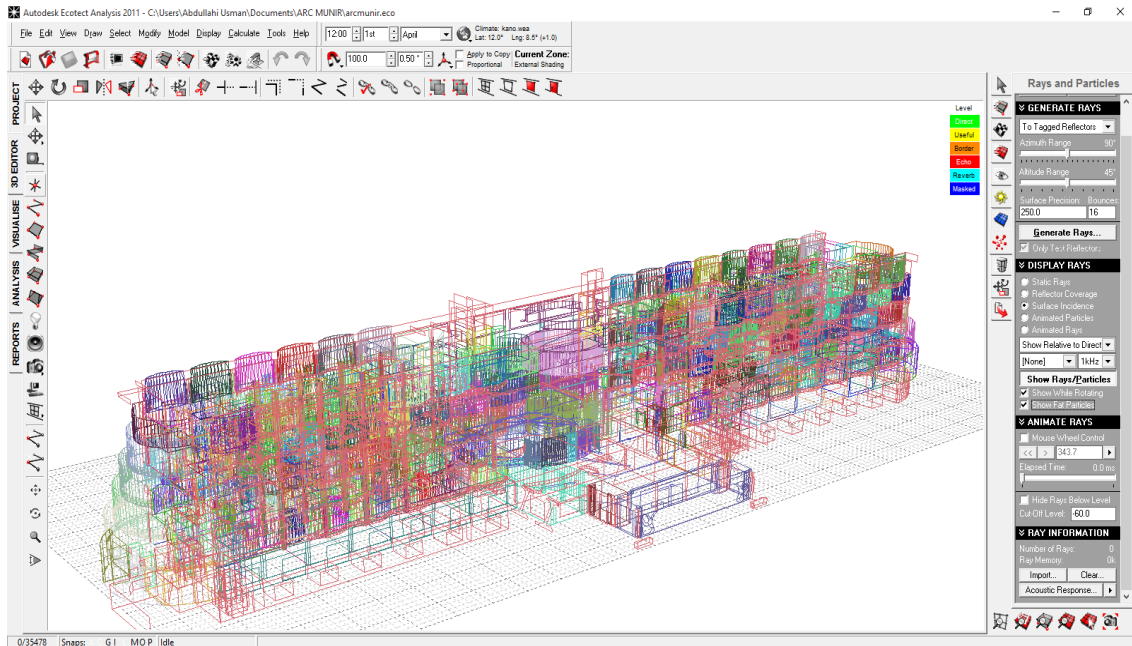 Autodesk Ecotect Analysis 2011 - C:\Users\Abdullahi Usman\Documents\ARC MUNIR\arcmunir.eco
File Edit View Draw Select Modify Model Display Calculate Tools Help
12:00 1st April
Climate: kano.wea
Lat: 12.0° Lng: 8.5° (+1.0)
100.0 0.50 °
Apply to Copy
Proportional
Current Zone:
External Shading
PROJECT
3D EDITOR
VISUALISE
ANALYSIS
REPORTS
Level
Direct
Useful
Border
Echo
Reverb
Masked
Rays and Particles
GENERATE RAYS
To Tagged Reflectors
Azimuth Range 90°
Altitude Range 45°
Surface Precision: Bounces:
250.0 16
Generate Rays...
Only Test Reflectors
DISPLAY RAYS
Static Rays
Reflector Coverage
Surface Incidence
Animated Particles
Animated Rays
Show Relative to Direct
[None] 1kHz
Show Rays/Particles
Show While Rotating
Show Fat Particles
ANIMATE RAYS
Mouse Wheel Control
<< > 343.7
Elapsed Time: 0.0 ms
Hide Rays Below Level
Cut-Off Level: -60.0
RAY INFORMATION
Number of Rays: 0
Ray Memory: 0k
Import... Clear...
Acoustic Response...
0/35478 Snaps: G I M O P Idle